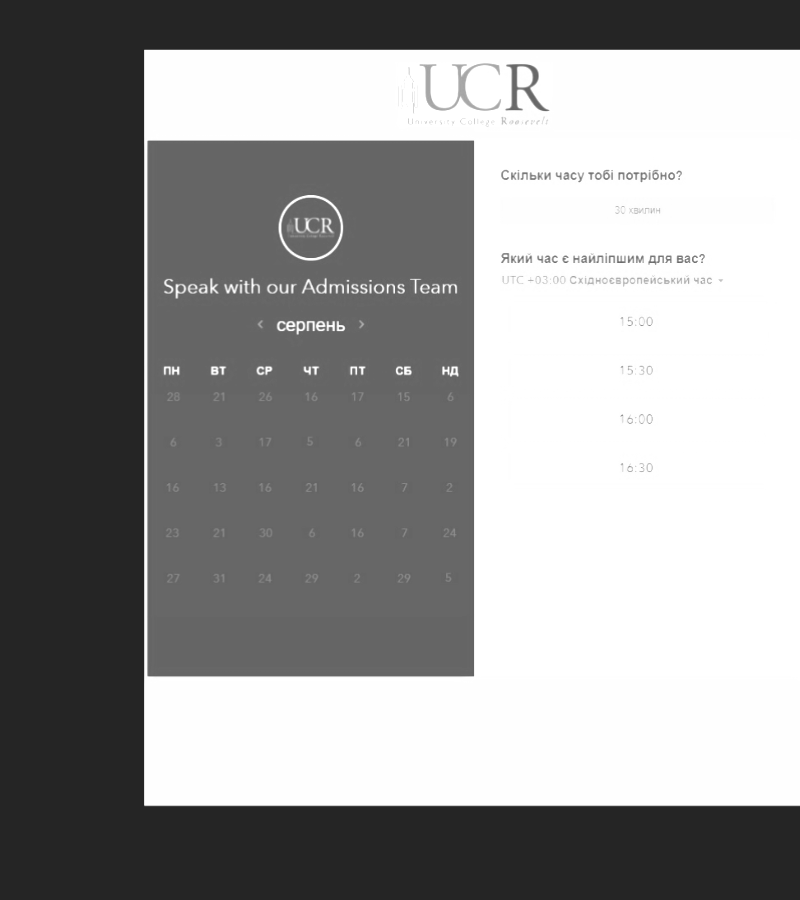 UCR
University College Roosevelt
UCR
Speak with our Admissions Team
‹ серпень ›
ПН ВТ СР ЧТ ПТ СБ НД
28 21 26 16 17 15 6
6 3 17 5 6 21 19
16 13 16 21 16 7 2
23 21 30 6 16 7 24
27 31 24 29 2 29 5
Скільки часу тобі потрібно?
30 хвилин
Який час є найліпшим для вас?
UTC +03:00 Східноєвропейський час
15:00
15:30
16:00
16:30